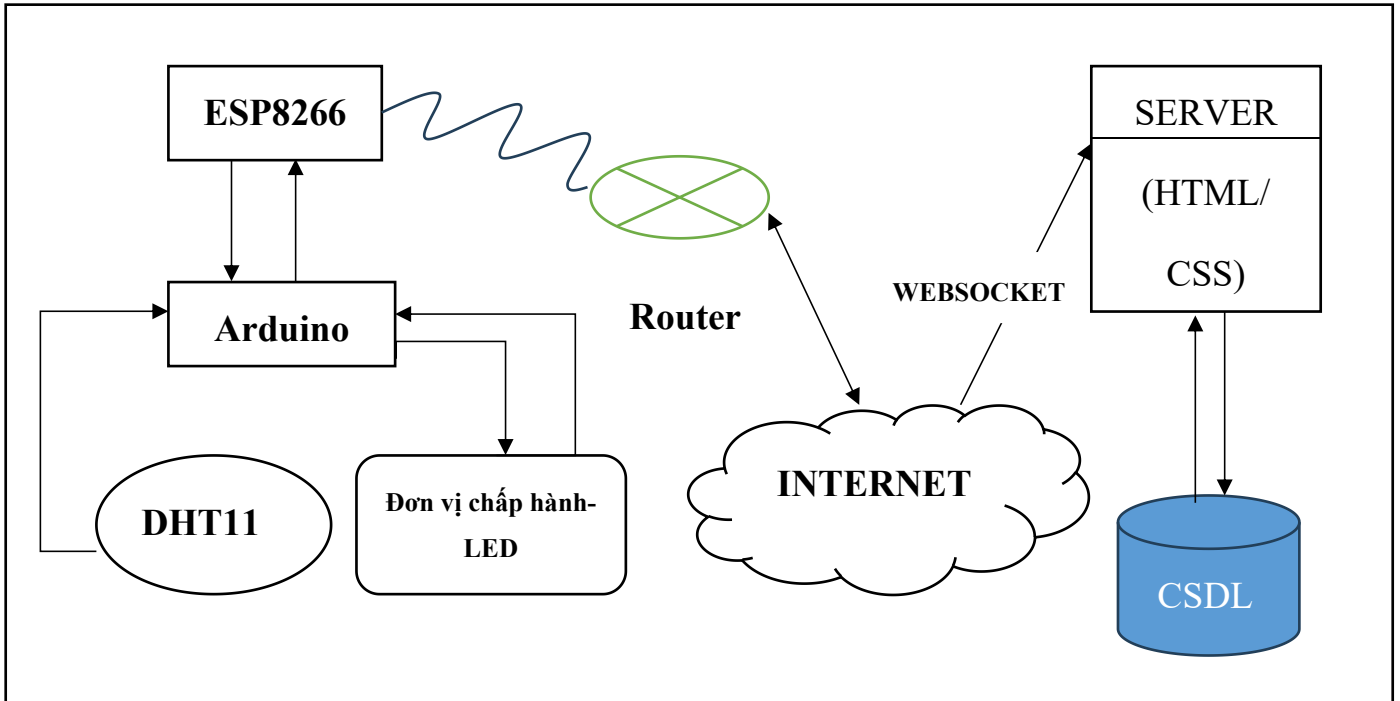 ESP8266
SERVER
(HTML/
CSS)
WEBSOCKET
Router
Arduino
INTERNET
Đơn vị chấp hành-
LED
DHT11
CSDL